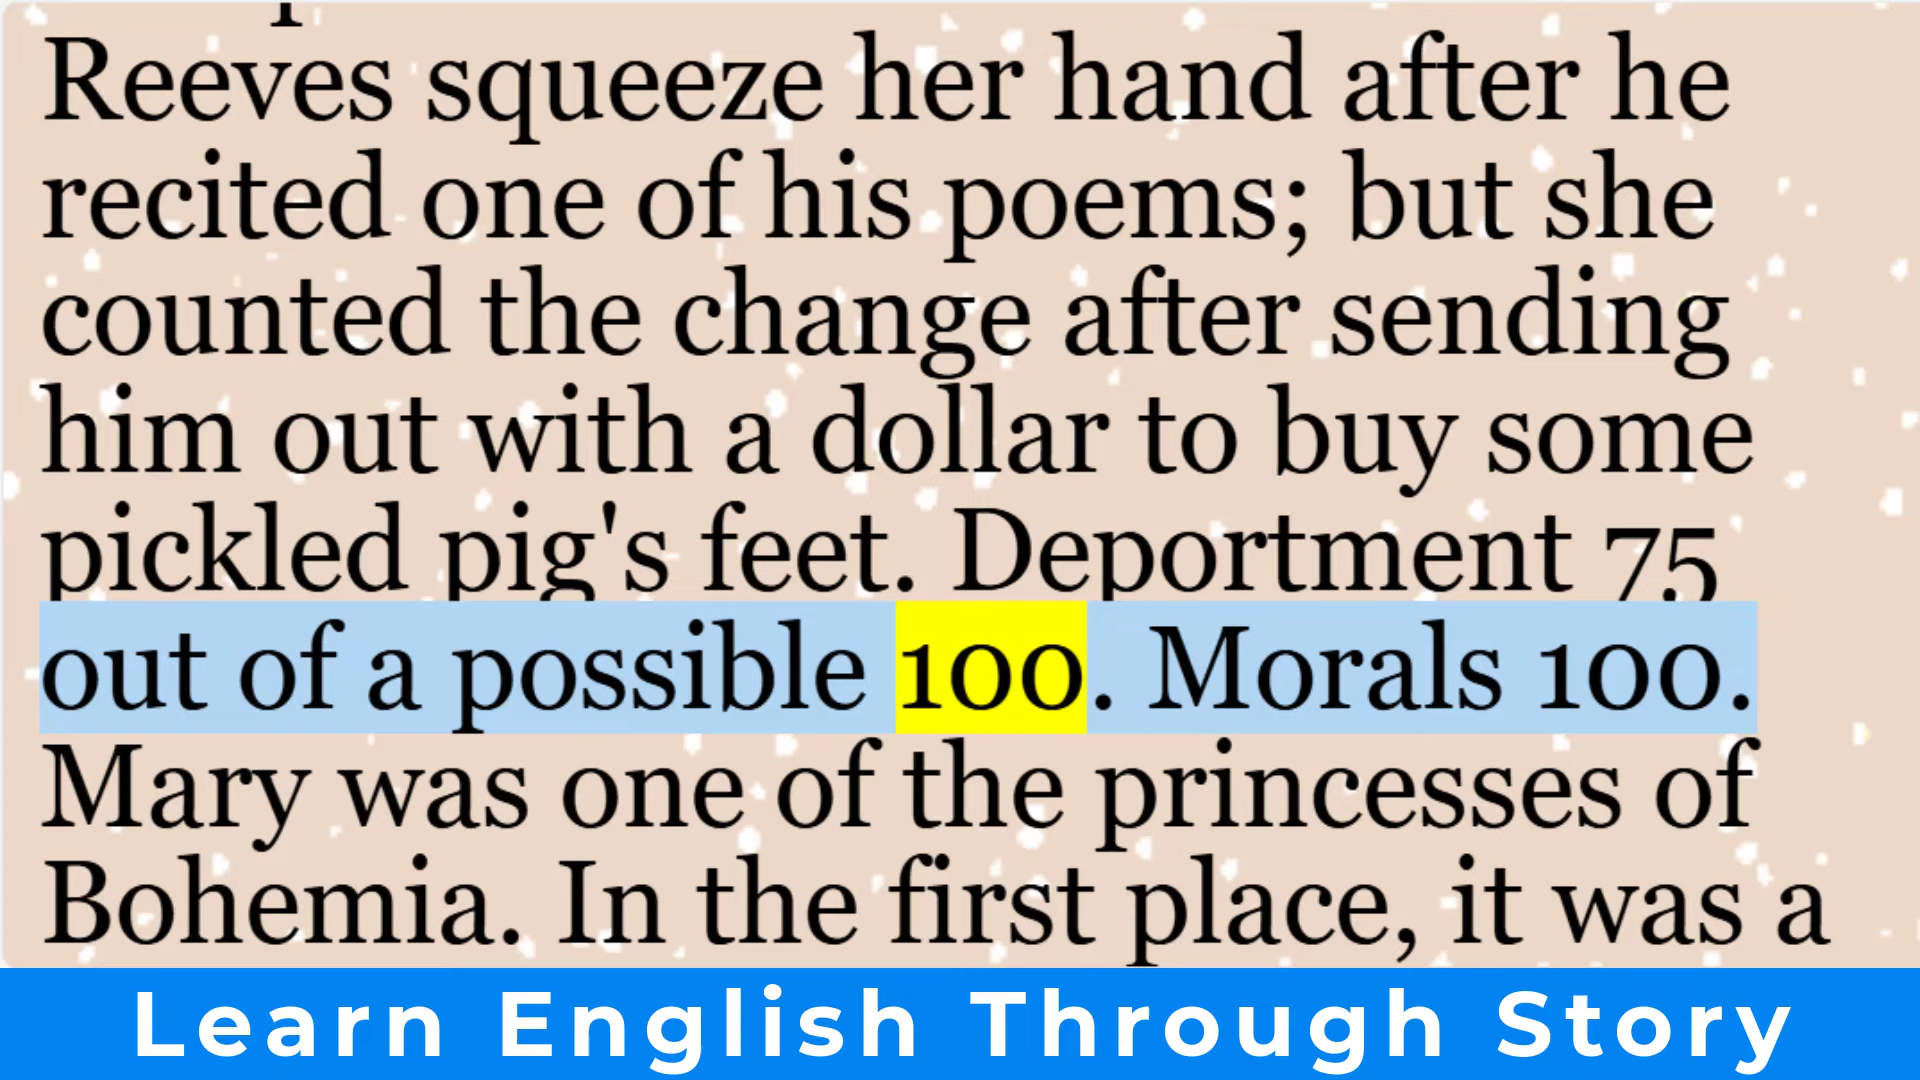 Reeves squeeze her hand after he
recited one of his poems; but she
counted the change after sending
him out with a dollar to buy some
pickled pig's feet. Deportment 75
out of a possible 100. Morals 100.
Mary was one of the princesses of
Bohemia. In the first place, it was a
Learn English Through Story